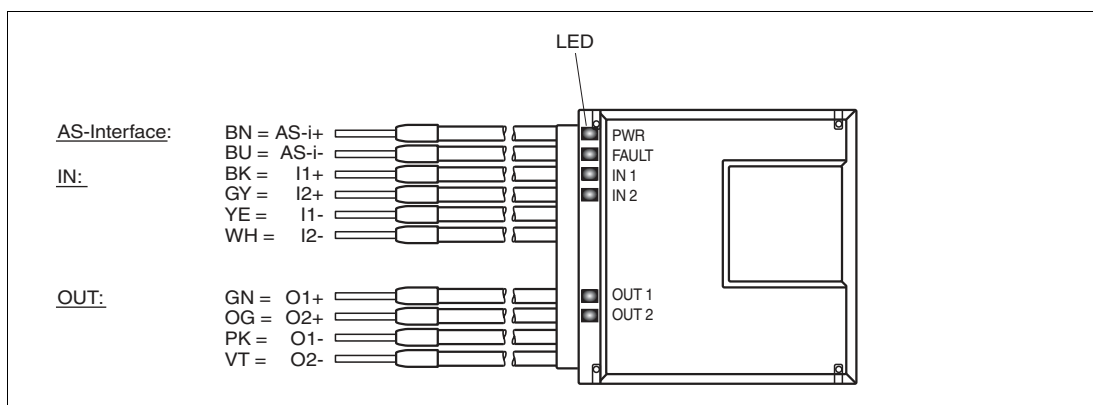 LED
AS-Interface:
BN = AS-i+
BU = AS-i-
IN:
BK = I1+
GY = I2+
YE = I1-
WH = I2-
OUT:
GN = O1+
OG = O2+
PK = O1-
VT = O2-
PWR
FAULT
IN 1
IN 2
OUT 1
OUT 2